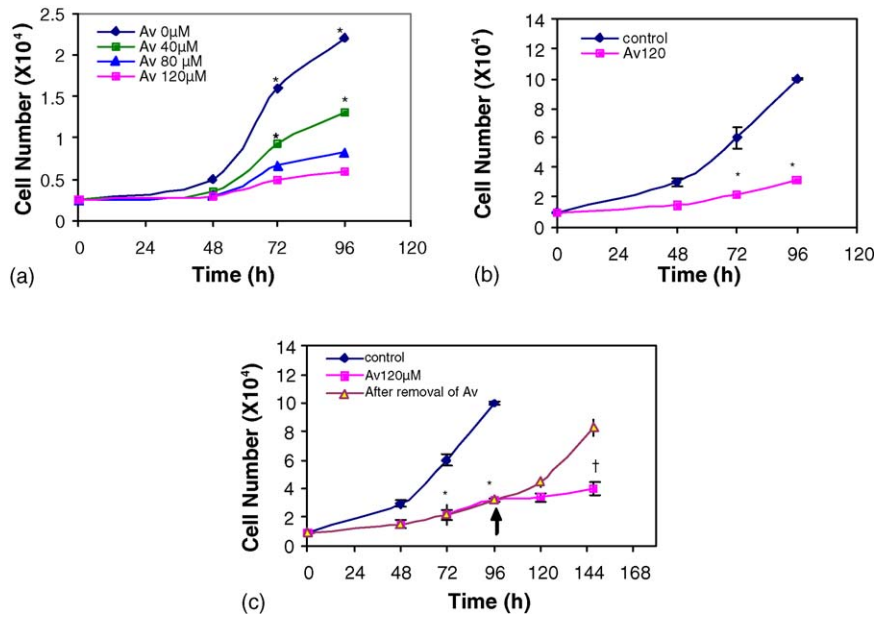 Av 0µM
Av 40µM
Av 80 µM
Av 120µM
Cell Number (X10⁴)
2.5
2
1.5
1
0.5
0
*
*
*
*
0 24 48 72 96 120
Time (h)
(a)
control
Av120
Cell Number (X10⁴)
14
12
10
8
6
4
2
0
*
*
0 24 48 72 96 120
Time (h)
(b)
control
Av120µM
After removal of Av
Cell Number (X10⁴)
14
12
10
8
6
4
2
0
*
*
†
0 24 48 72 96 120 144 168
Time (h)
(c)